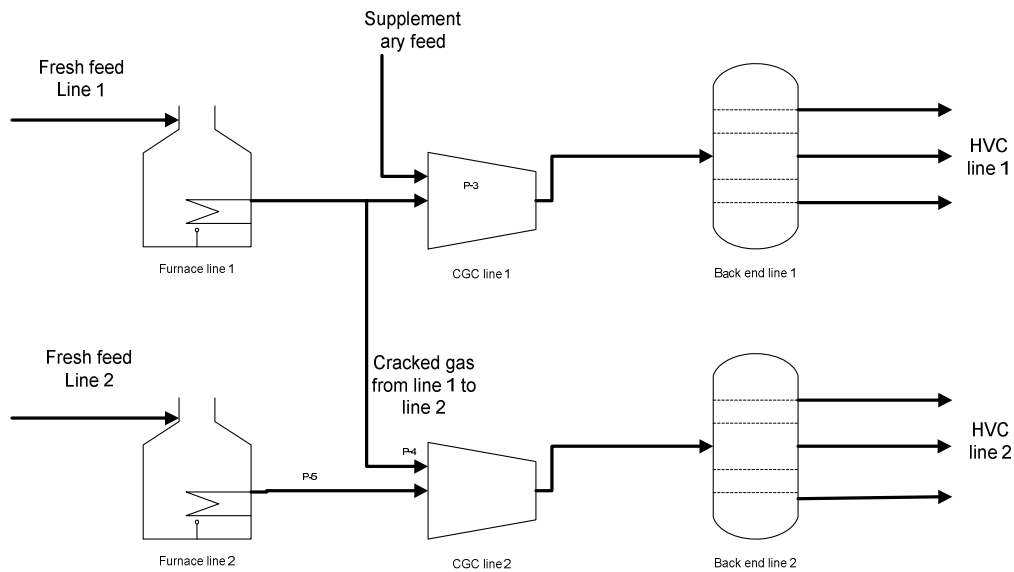 Supplement
ary feed
Fresh feed
Line 1
HVC
line 1
P-3
Furnace line 1
CGC line 1
Back end line 1
Fresh feed
Line 2
Cracked gas
from line 1 to
line 2
HVC
line 2
P-4
P-5
Furnace line 2
CGC line 2
Back end line 2